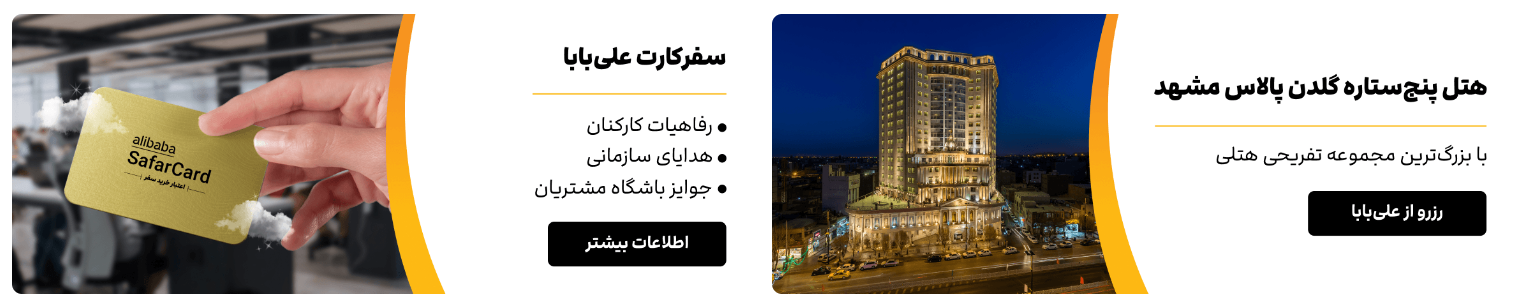 هتل پنج‌ستاره گلدن پالاس مشهد
با بزرگ‌ترین مجموعه تفریحی هتلی
رزرو از علی‌بابا
سفرکارت علی‌بابا
رفاهیات کارکنان
هدایای سازمانی
جوایز باشگاه مشتریان
اطلاعات بیشتر
alibaba
SafarCard
اعتبار خرید سفر